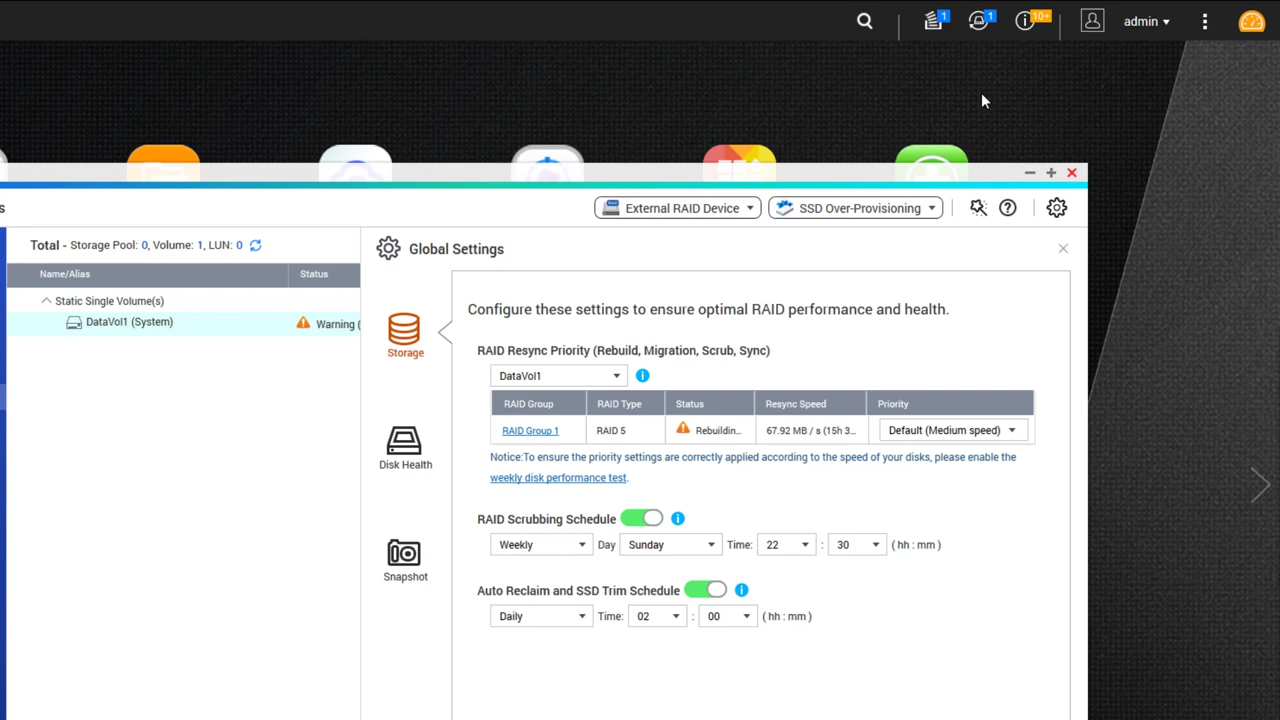 1
1
10+
admin
s
External RAID Device
SSD Over-Provisioning
Total - Storage Pool: 0, Volume: 1, LUN: 0
Global Settings
Name/Alias
Status
Static Single Volume(s)
DataVol1 (System)
Warning (
Storage
Disk Health
Snapshot
Configure these settings to ensure optimal RAID performance and health.
RAID Resync Priority (Rebuild, Migration, Scrub, Sync)
DataVol1
RAID Group
RAID Type
Status
Resync Speed
Priority
RAID Group 1
RAID 5
Rebuildin...
67.92 MB / s (15h 3...
Default (Medium speed)
Notice:To ensure the priority settings are correctly applied according to the speed of your disks, please enable the
weekly disk performance test.
RAID Scrubbing Schedule
Weekly Day Sunday Time: 22 : 30 ( hh : mm )
Auto Reclaim and SSD Trim Schedule
Daily Time: 02 : 00 ( hh : mm )